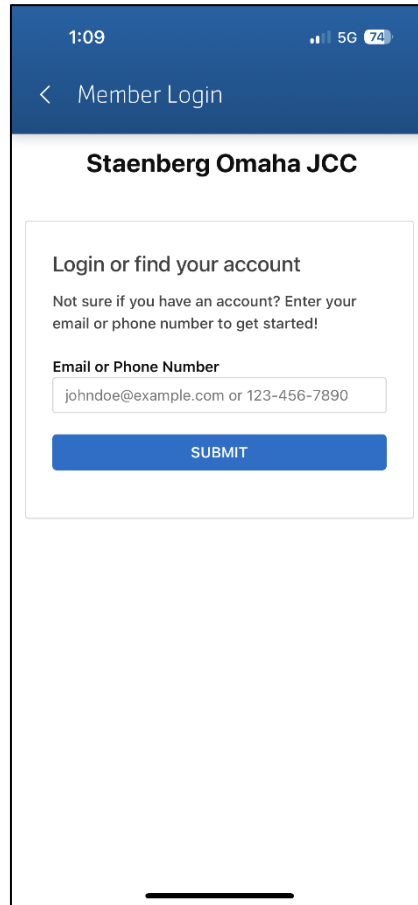 1:09 5G 74
Member Login
Staenberg Omaha JCC
Login or find your account
Not sure if you have an account? Enter your
email or phone number to get started!
Email or Phone Number
johndoe@example.com or 123-456-7890
SUBMIT